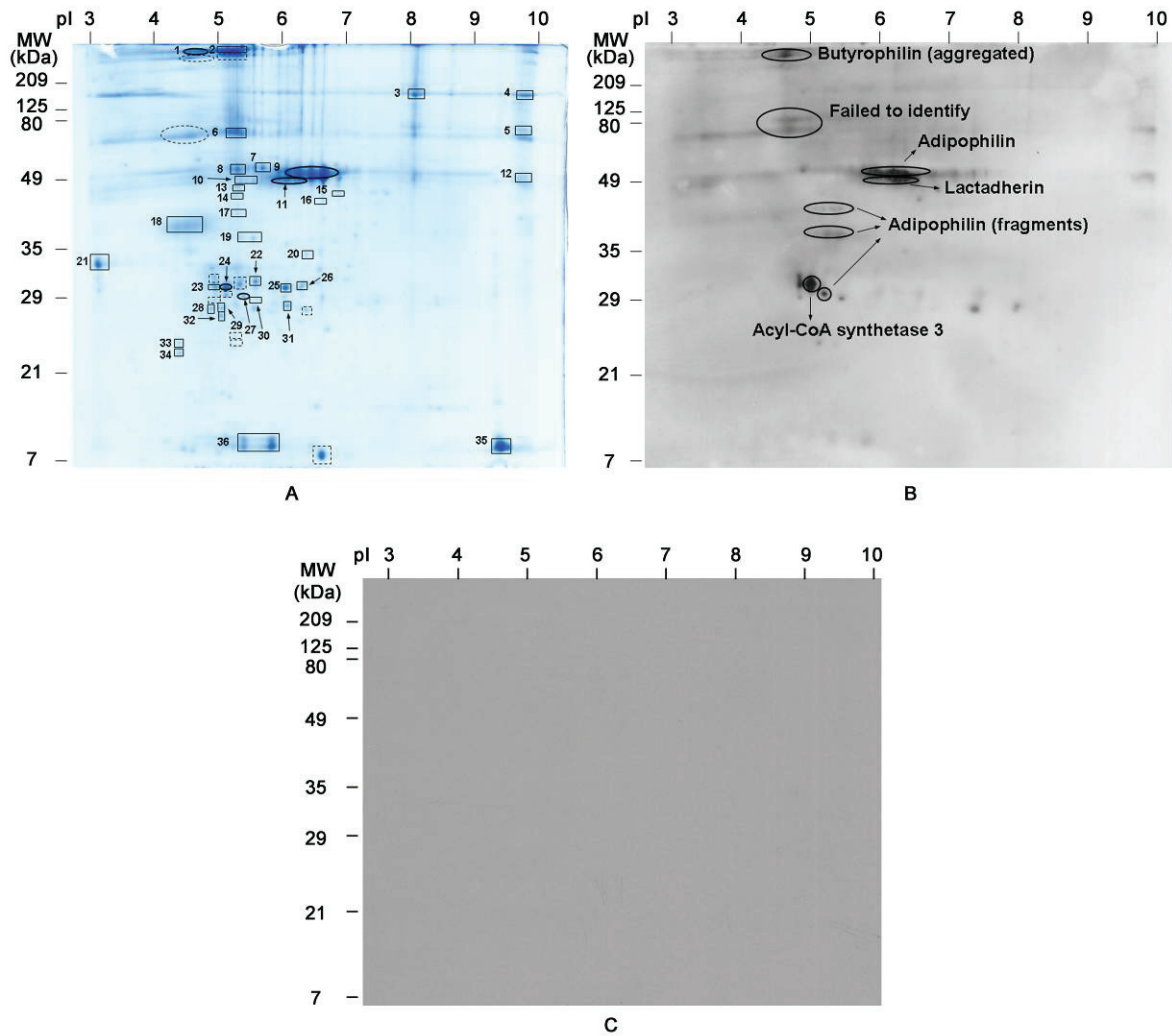 pI 3 4 5 6 7 8 9 10
MW
(kDa)
209
125
80
49
35
29
21
7
1 2
3 4
6 5
7
8 9
10 12
13 15
14 11 16
17
18
19
20
21
24 22
23 25 26
28
29 27 30 31
32
33
34
36 35
A
pI 3 4 5 6 7 8 9 10
MW
(kDa)
209
125
80
49
35
29
21
7
Butyrophilin (aggregated)
Failed to identify
Adipophilin
Lactadherin
Adipophilin (fragments)
Acyl-CoA synthetase 3
B
pI 3 4 5 6 7 8 9 10
MW
(kDa)
209
125
80
49
35
29
21
7
C